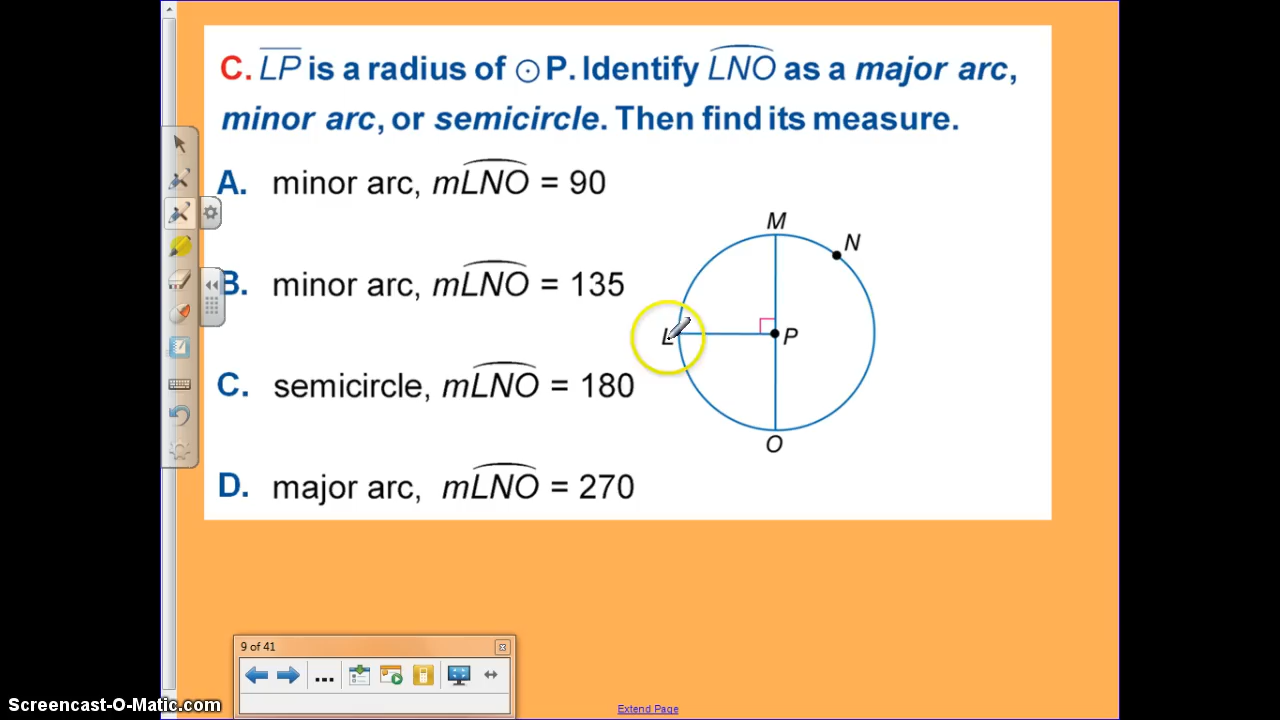 C. LP is a radius of ⊙P. Identify LNO as a major arc,
minor arc, or semicircle. Then find its measure.
A. minor arc, mLNO = 90
B. minor arc, mLNO = 135
C. semicircle, mLNO = 180
D. major arc, mLNO = 270
M
N
L
P
O
9 of 41
...
Extend Page
Screencast-O-Matic.com